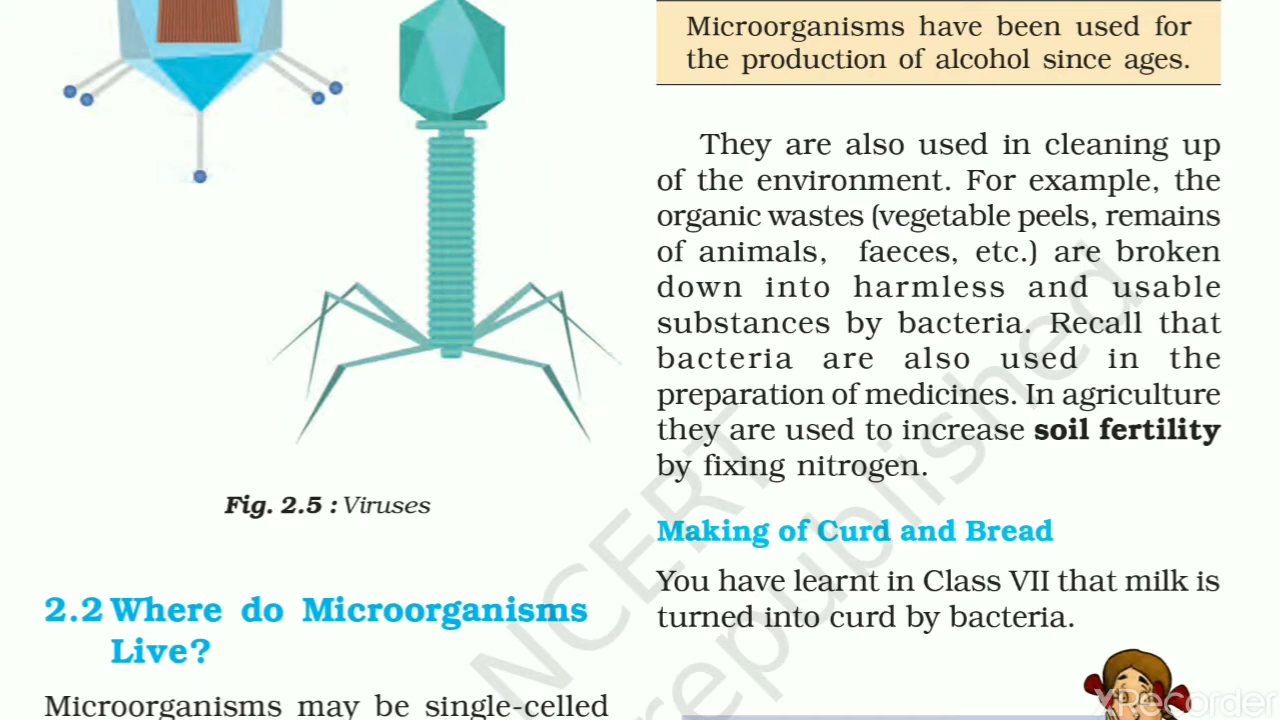 Fig. 2.5 : Viruses
2.2 Where do Microorganisms
Live?
Microorganisms may be single-celled
Microorganisms have been used for
the production of alcohol since ages.
They are also used in cleaning up
of the environment. For example, the
organic wastes (vegetable peels, remains
of animals, faeces, etc.) are broken
down into harmless and usable
substances by bacteria. Recall that
bacteria are also used in the
preparation of medicines. In agriculture
they are used to increase soil fertility
by fixing nitrogen.
Making of Curd and Bread
You have learnt in Class VII that milk is
turned into curd by bacteria.
NCERT
republished
XRecorder